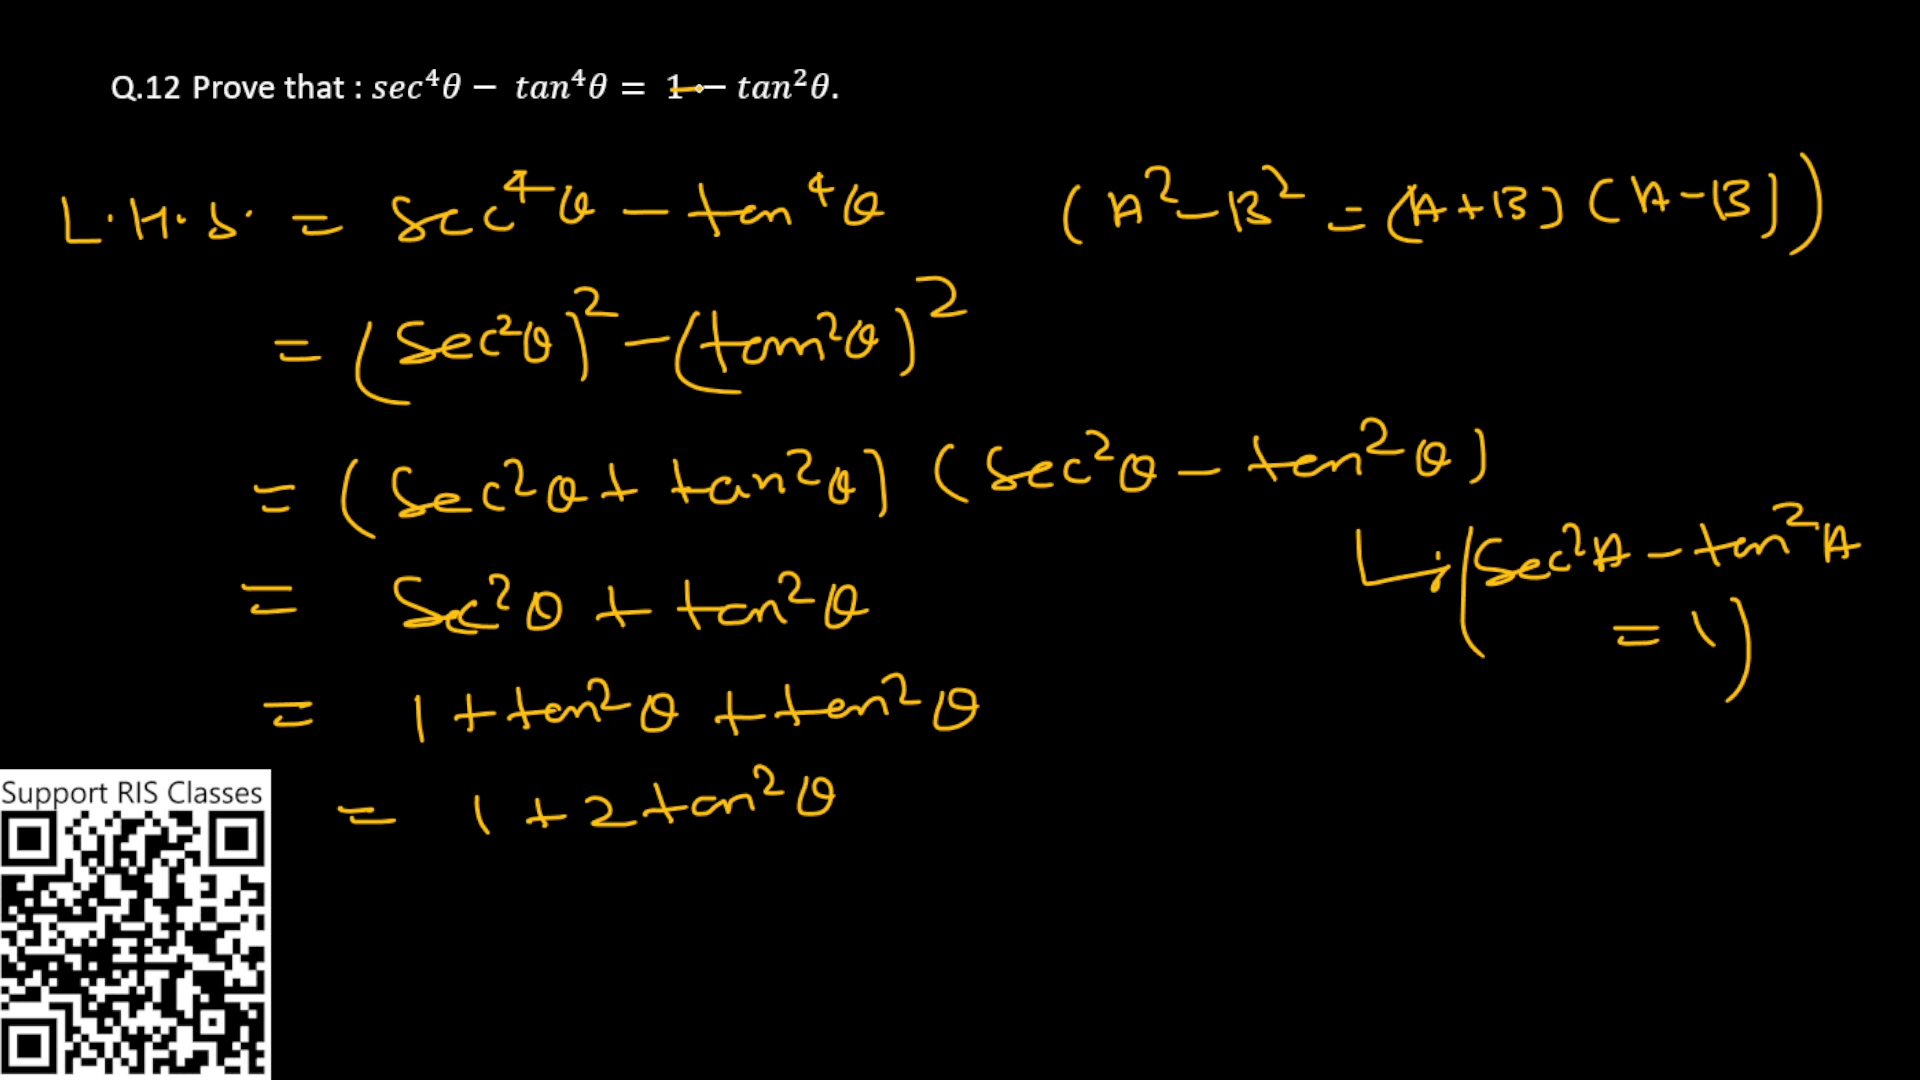 Q.12 Prove that : sec⁴θ − tan⁴θ = 1 − tan²θ.
L.H.S. = sec⁴θ − tan⁴θ (A² − B² = (A+B) (A−B))
= (sec²θ)² − (tan²θ)²
= (sec²θ + tan²θ) (sec²θ − tan²θ)
(sec²A − tan²A
= 1)
= sec²θ + tan²θ
= 1 + tan²θ + tan²θ
= 1 + 2tan²θ
Support RIS Classes